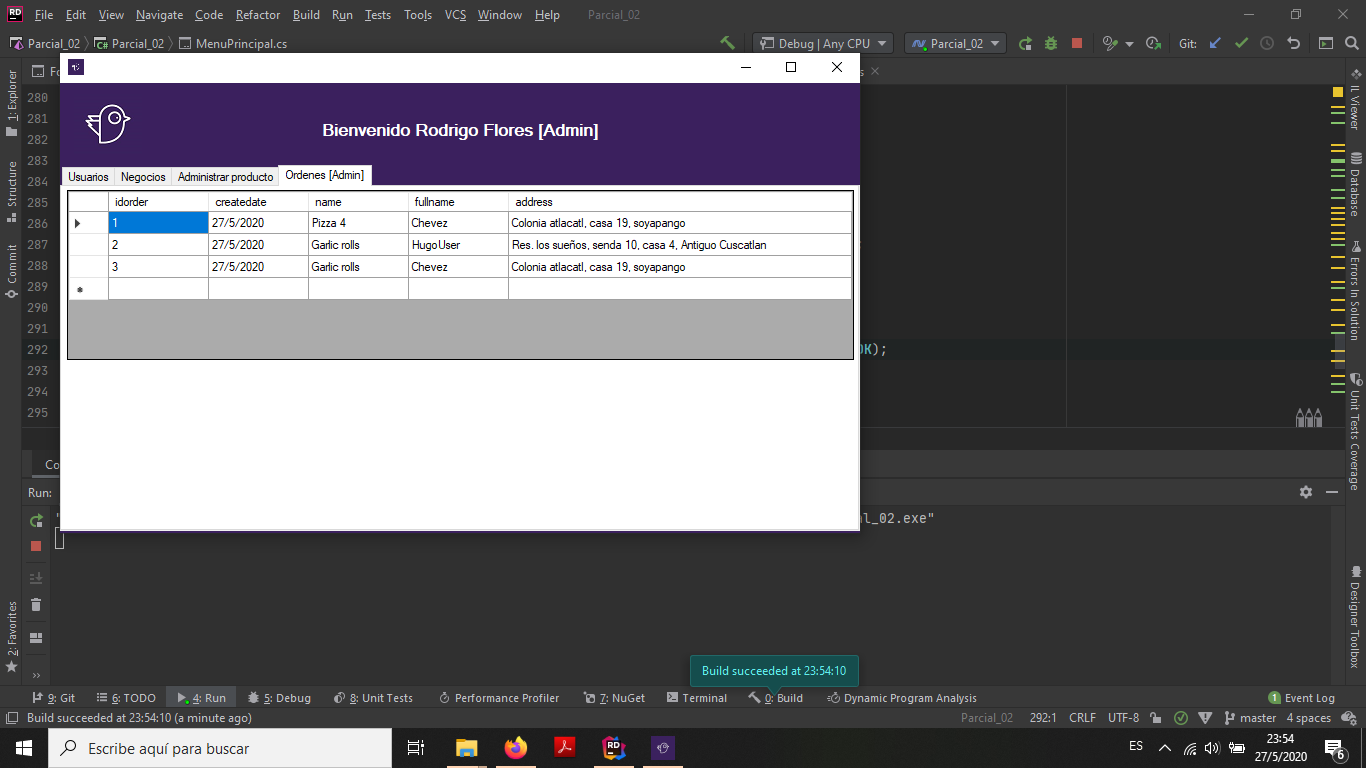 File Edit View Navigate Code Refactor Build Run Tests Tools VCS Window Help Parcial_02
Parcial_02 Parcial_02 MenuPrincipal.cs Debug | Any CPU Parcial_02 Git:
Bienvenido Rodrigo Flores [Admin]
Usuarios Negocios Administrar producto Ordenes [Admin]
idorder createdate name fullname address
1 27/5/2020 Pizza 4 Chevez Colonia atlacatl, casa 19, soyapango
2 27/5/2020 Garlic rolls HugoUser Res. los sueños, senda 10, casa 4, Antiguo Cuscatlan
3 27/5/2020 Garlic rolls Chevez Colonia atlacatl, casa 19, soyapango
1: Explorer
Structure
Commit
2: Favorites
280
281
282
283
284
285
286
287
288
289
290
291
292 OK);
293
294
295
IL Viewer
Database
Errors In Solution
Unit Tests Coverage
Designer Toolbox
Co
Run:
al_02.exe"
Build succeeded at 23:54:10
9: Git 6: TODO 4: Run 5: Debug 8: Unit Tests Performance Profiler 7: NuGet Terminal 0: Build Dynamic Program Analysis 1 Event Log
Build succeeded at 23:54:10 (a minute ago) Parcial_02 292:1 CRLF UTF-8 master 4 spaces
Escribe aquí para buscar
ES 23:54
27/5/2020
6